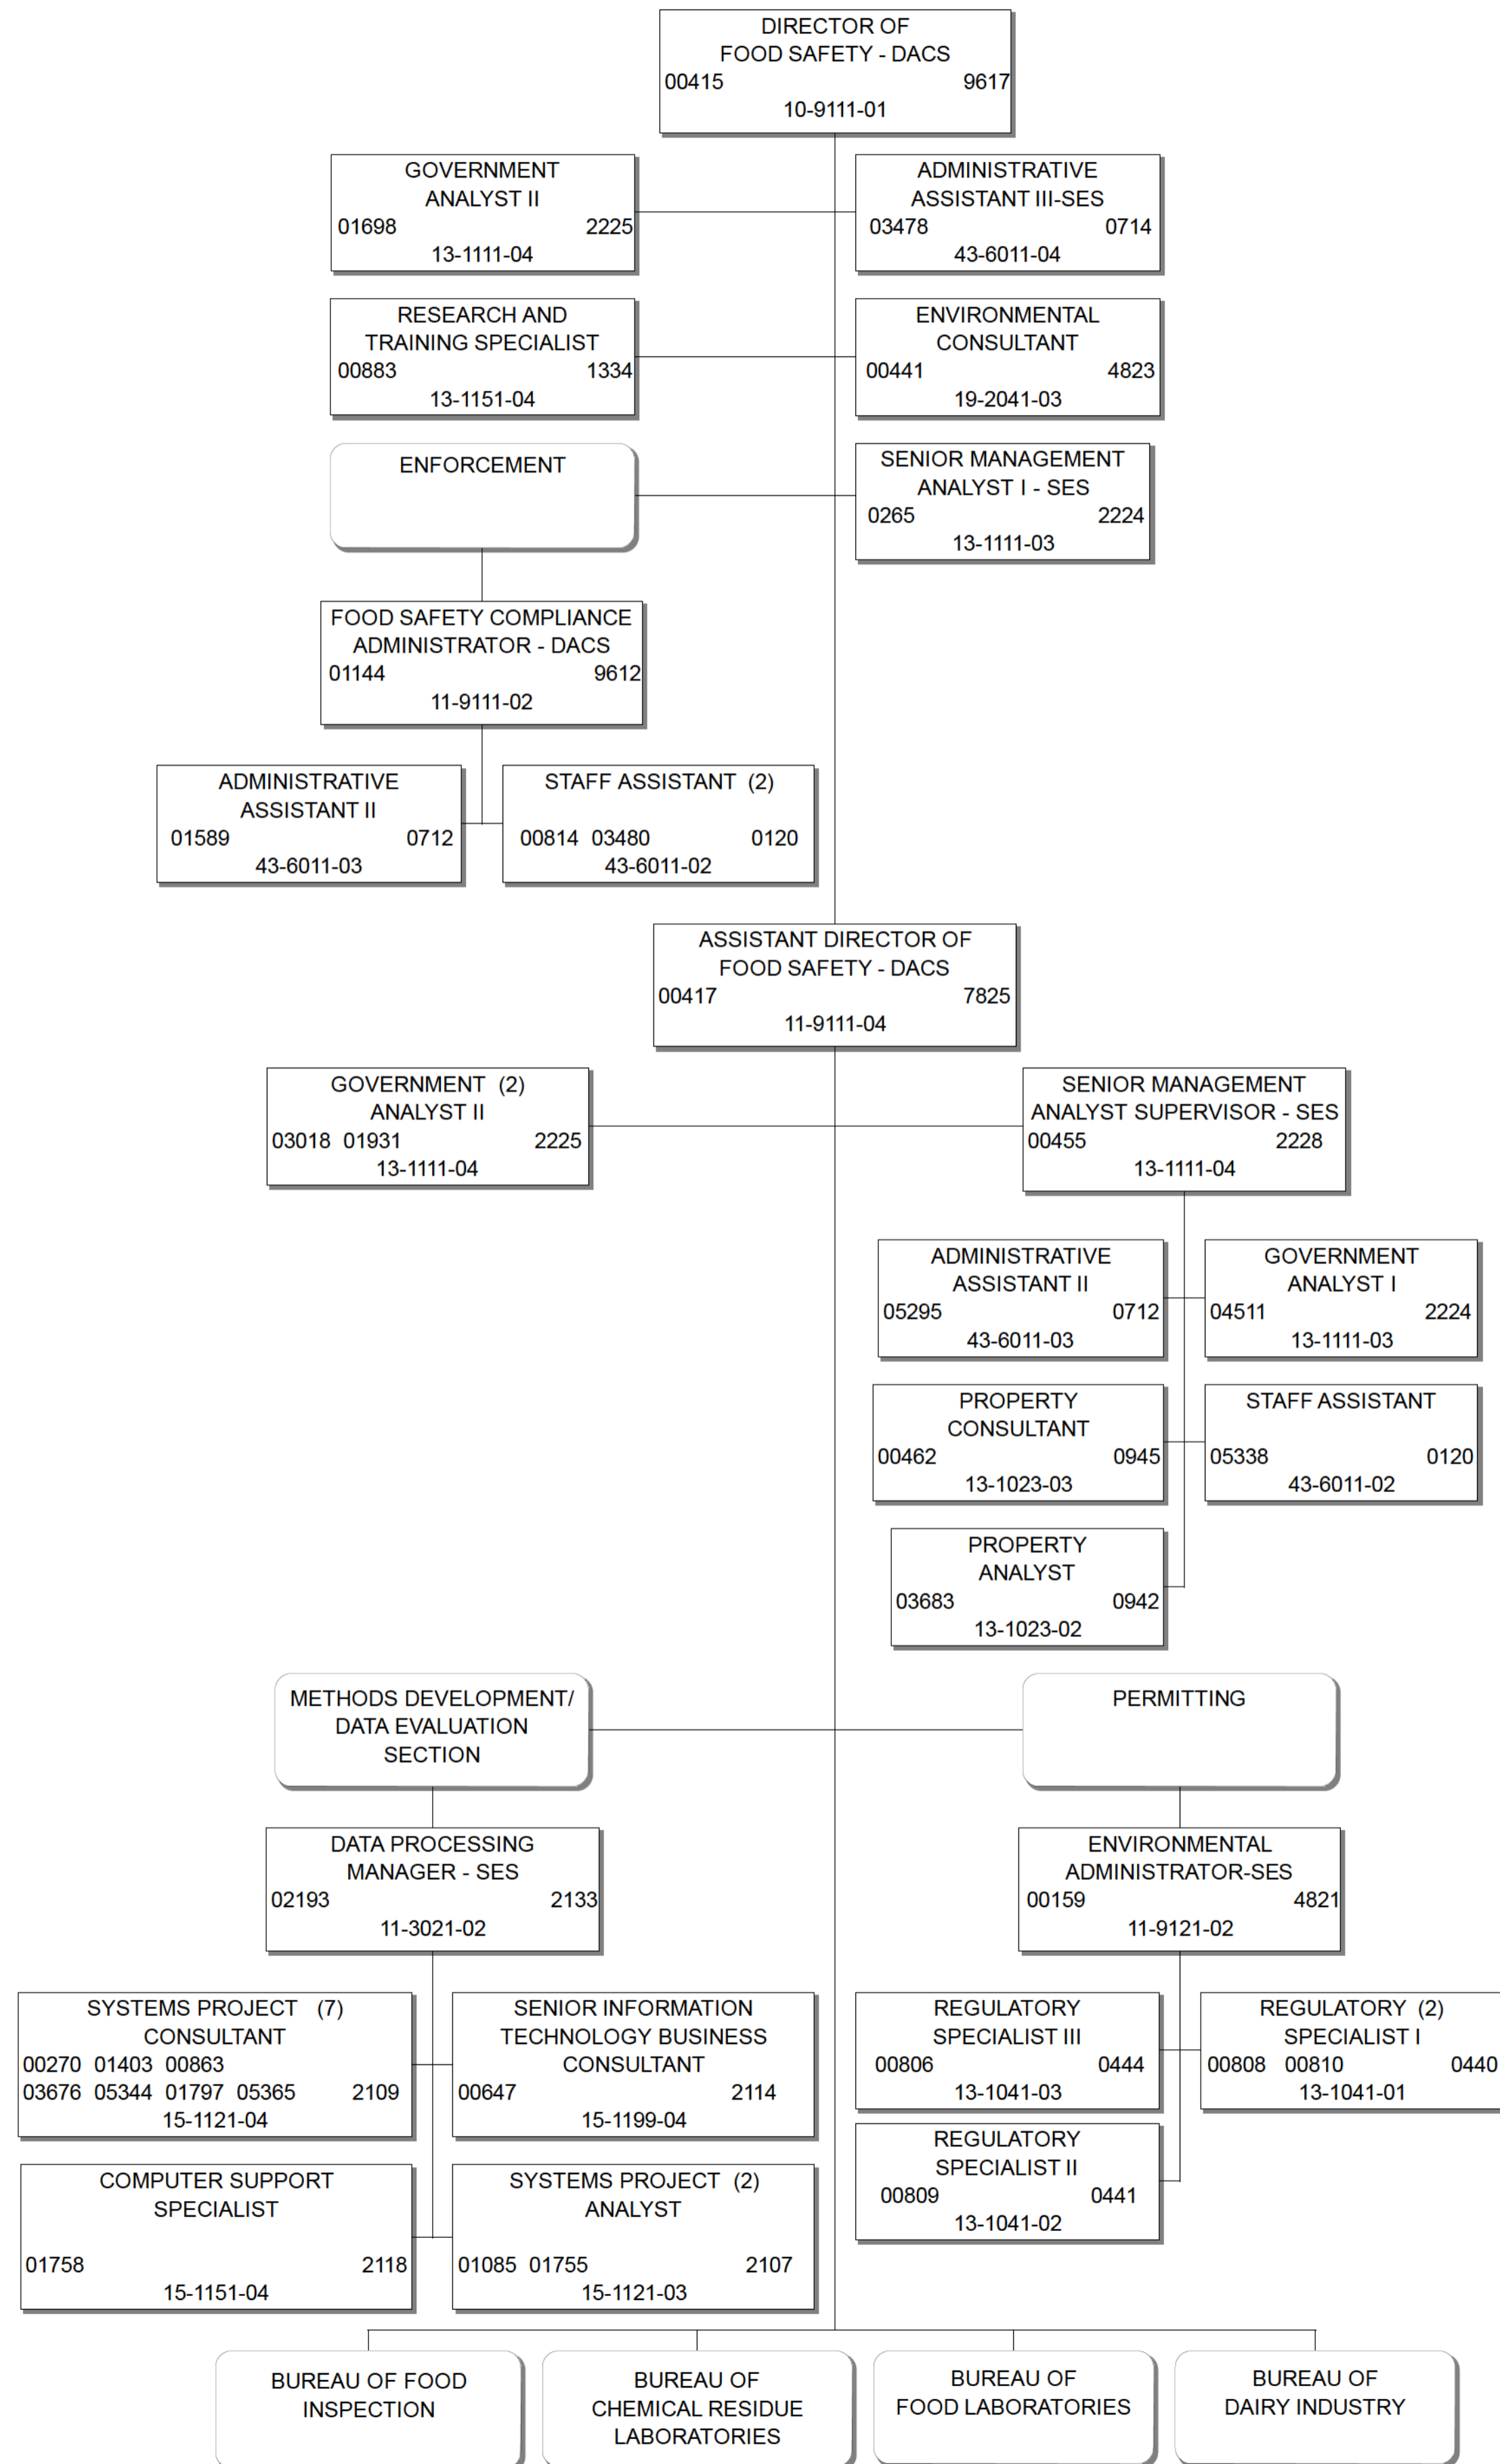 DIRECTOR OF
FOOD SAFETY - DACS
00415 9617
10-9111-01
GOVERNMENT
ANALYST II
01698 2225
13-1111-04
ADMINISTRATIVE
ASSISTANT III-SES
03478 0714
43-6011-04
RESEARCH AND
TRAINING SPECIALIST
00883 1334
13-1151-04
ENVIRONMENTAL
CONSULTANT
00441 4823
19-2041-03
ENFORCEMENT
SENIOR MANAGEMENT
ANALYST I - SES
0265 2224
13-1111-03
FOOD SAFETY COMPLIANCE
ADMINISTRATOR - DACS
01144 9612
11-9111-02
ADMINISTRATIVE
ASSISTANT II
01589 0712
43-6011-03
STAFF ASSISTANT (2)
00814 03480 0120
43-6011-02
ASSISTANT DIRECTOR OF
FOOD SAFETY - DACS
00417 7825
11-9111-04
GOVERNMENT (2)
ANALYST II
03018 01931 2225
13-1111-04
SENIOR MANAGEMENT
ANALYST SUPERVISOR - SES
00455 2228
13-1111-04
ADMINISTRATIVE
ASSISTANT II
05295 0712
43-6011-03
GOVERNMENT
ANALYST I
04511 2224
13-1111-03
PROPERTY
CONSULTANT
00462 0945
13-1023-03
STAFF ASSISTANT
05338 0120
43-6011-02
PROPERTY
ANALYST
03683 0942
13-1023-02
METHODS DEVELOPMENT/
DATA EVALUATION
SECTION
PERMITTING
DATA PROCESSING
MANAGER - SES
02193 2133
11-3021-02
ENVIRONMENTAL
ADMINISTRATOR-SES
00159 4821
11-9121-02
SYSTEMS PROJECT (7)
CONSULTANT
00270 01403 00863
03676 05344 01797 05365 2109
15-1121-04
SENIOR INFORMATION
TECHNOLOGY BUSINESS
CONSULTANT
00647 2114
15-1199-04
REGULATORY
SPECIALIST III
00806 0444
13-1041-03
REGULATORY (2)
SPECIALIST I
00808 00810 0440
13-1041-01
COMPUTER SUPPORT
SPECIALIST
01758 2118
15-1151-04
SYSTEMS PROJECT (2)
ANALYST
01085 01755 2107
15-1121-03
REGULATORY
SPECIALIST II
00809 0441
13-1041-02
BUREAU OF FOOD
INSPECTION
BUREAU OF
CHEMICAL RESIDUE
LABORATORIES
BUREAU OF
FOOD LABORATORIES
BUREAU OF
DAIRY INDUSTRY